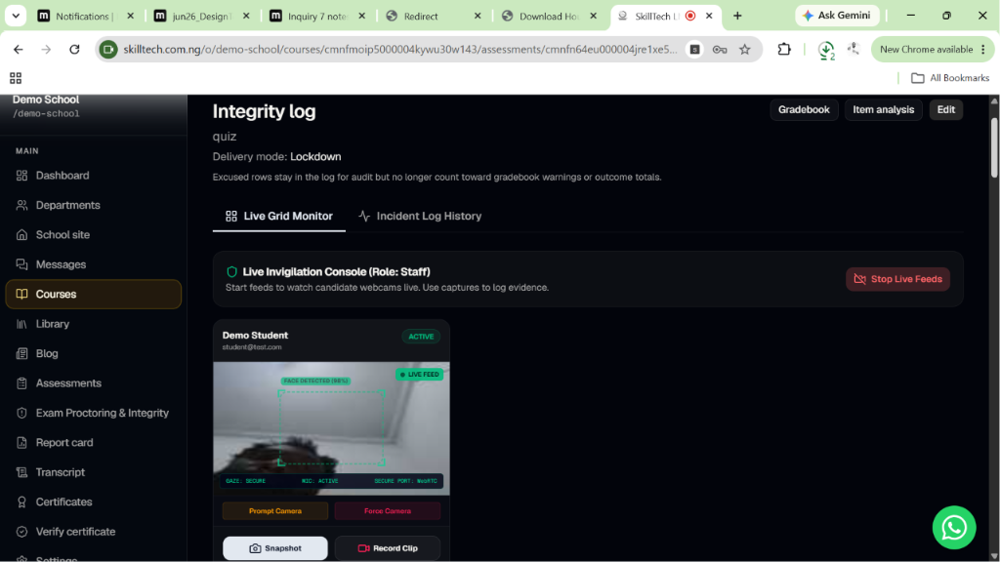 Notifications |
jun26_Design
Inquiry 7 note
Redirect
Download Ho
SkillTech L
Ask Gemini
skilltech.com.ng/o/demo-school/courses/cmnfmoip5000004kywu30w143/assessments/cmnfn64eu000004jre1xe5...
2
New Chrome available
All Bookmarks
Demo School
/demo-school
MAIN
Dashboard
Departments
School site
Messages
Courses
Library
Blog
Assessments
Exam Proctoring & Integrity
Report card
Transcript
Certificates
Verify certificate
Settings
Integrity log
Gradebook
Item analysis
Edit
quiz
Delivery mode: Lockdown
Excused rows stay in the log for audit but no longer count toward gradebook warnings or outcome totals.
Live Grid Monitor
Incident Log History
Live Invigilation Console (Role: Staff)
Start feeds to watch candidate webcams live. Use captures to log evidence.
Stop Live Feeds
Demo Student
student@test.com
ACTIVE
LIVE FEED
FACE DETECTED (98%)
GAZE: SECURE
MIC: ACTIVE
SECURE PORT: WebRTC
Prompt Camera
Force Camera
Snapshot
Record Clip